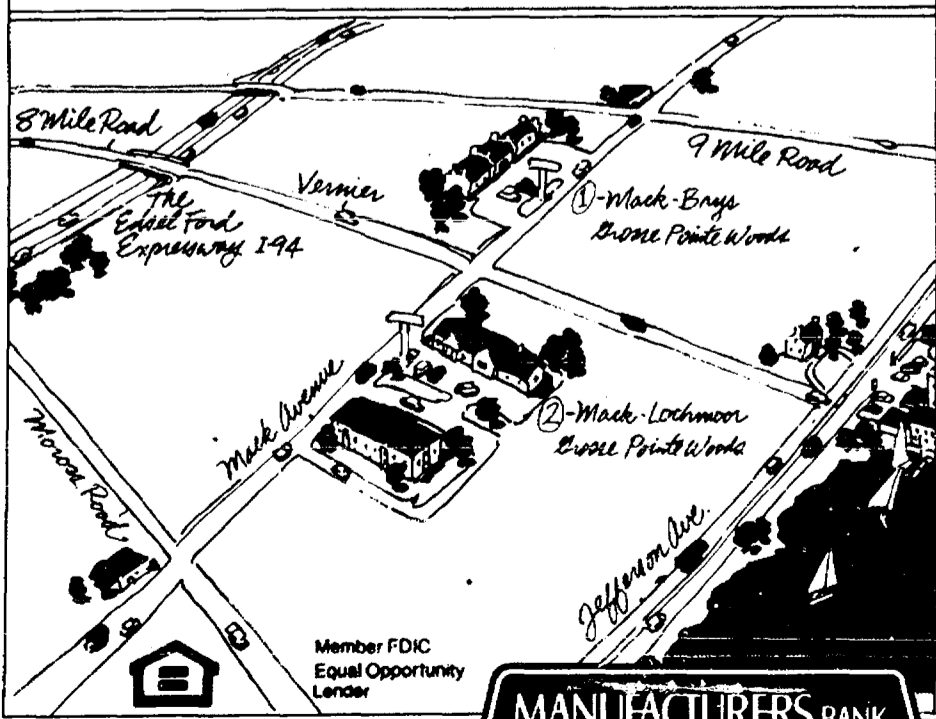 8 Mile Road
The
Edsel Ford
Expressway I-94
Vernier
9 Mile Road
①-Mack-Brys
Grosse Pointe Woods
Mack Avenue
②-Mack-Lochmoor
Grosse Pointe Woods
Moross Road
Jefferson Ave.
Member FDIC
Equal Opportunity
Lender
MANUFACTURERS BANK